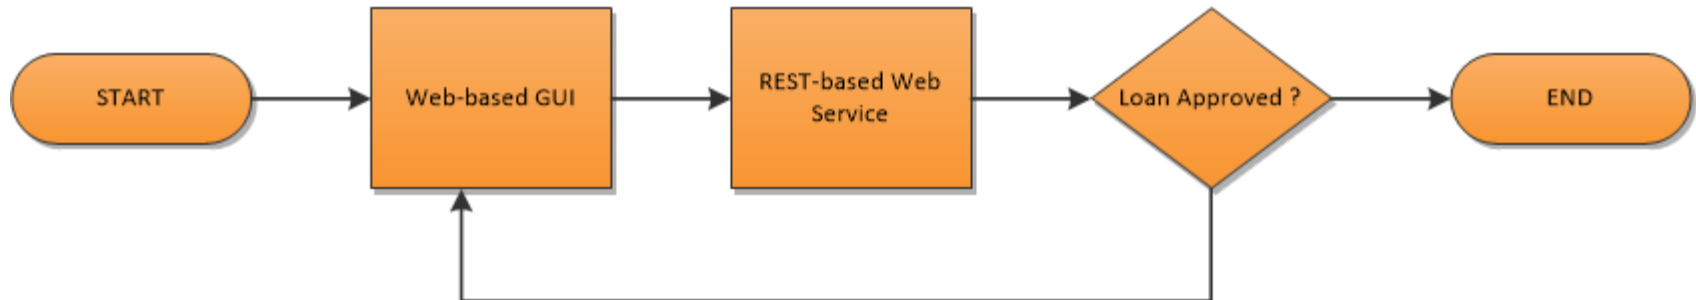 START
Web-based GUI
REST-based Web
Service
Loan Approved ?
END